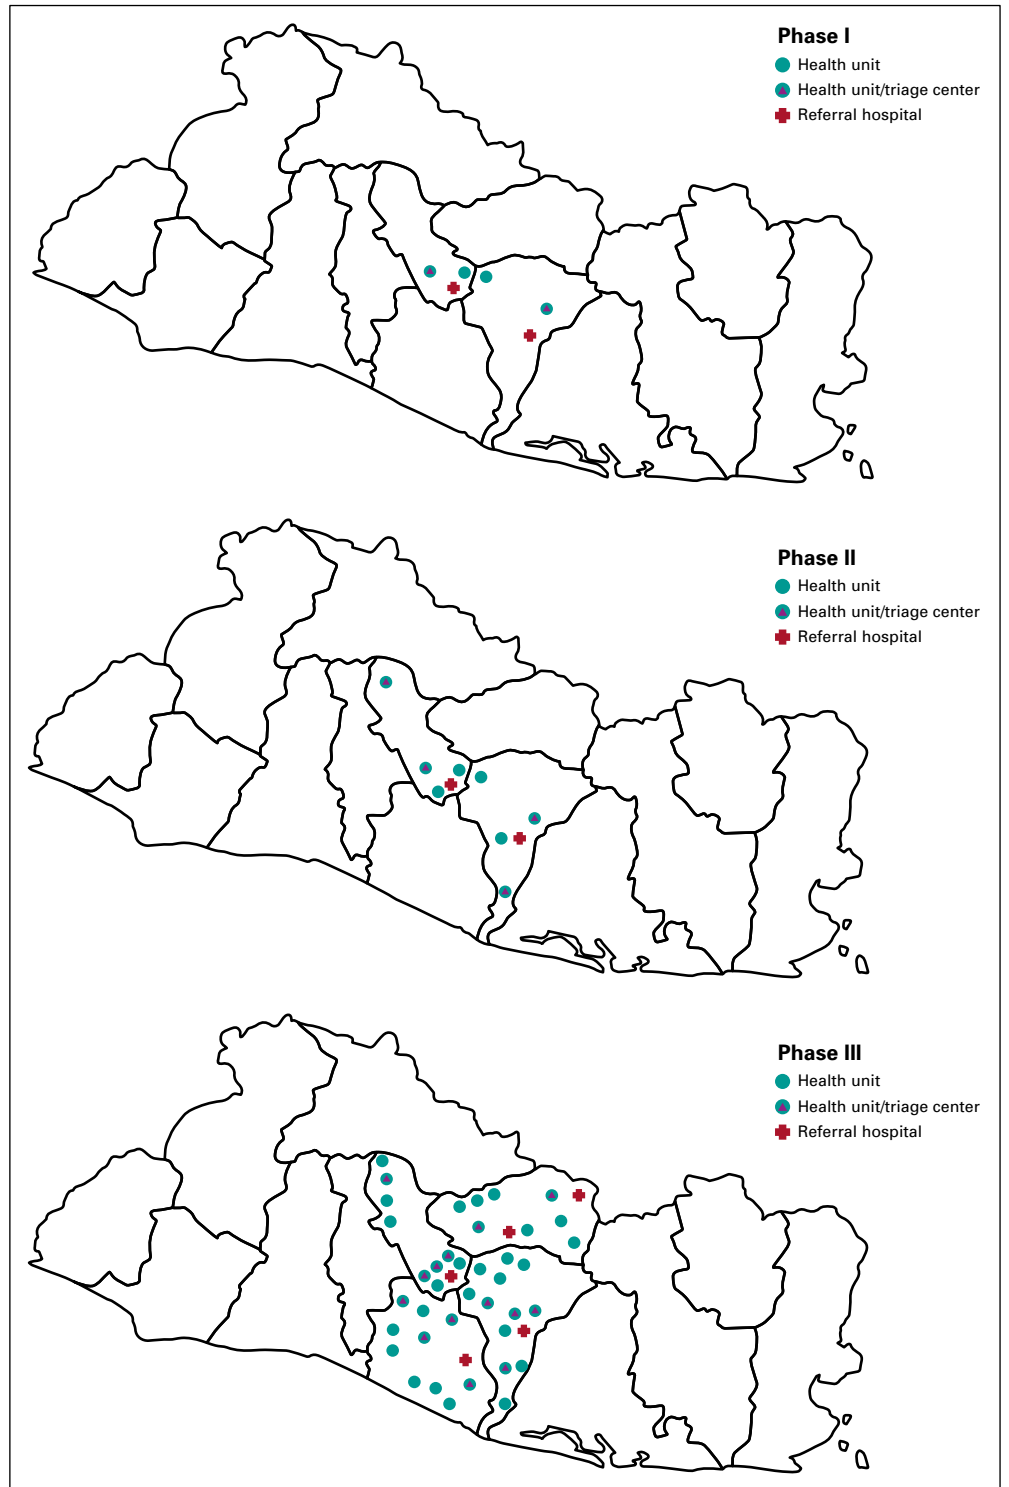 Phase I
Health unit
Health unit/triage center
Referral hospital
Phase II
Health unit
Health unit/triage center
Referral hospital
Phase III
Health unit
Health unit/triage center
Referral hospital